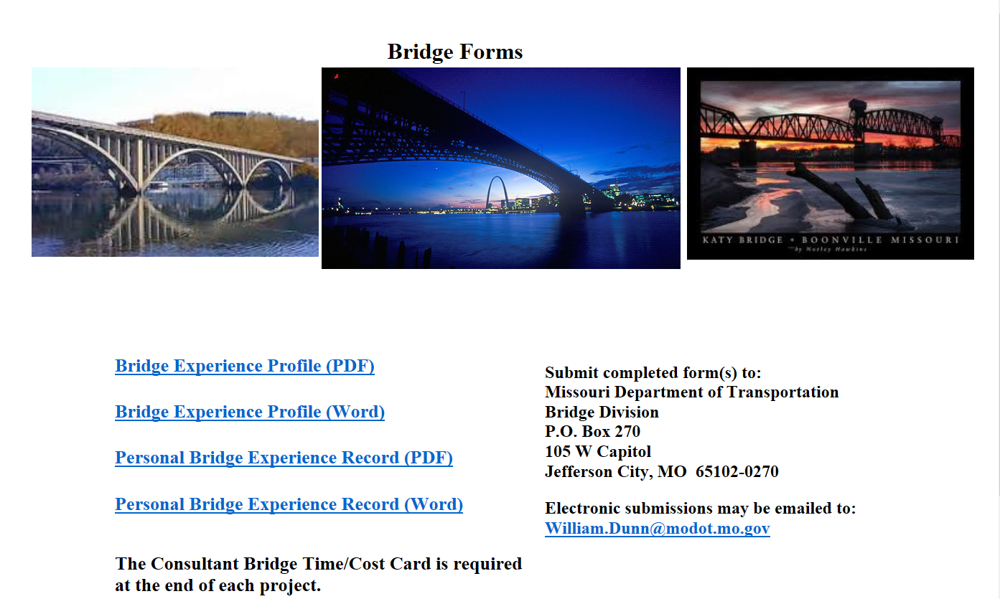 Bridge Forms
KATY BRIDGE • BOONVILLE MISSOURI
by Notley Hawkins
Bridge Experience Profile (PDF)
Bridge Experience Profile (Word)
Personal Bridge Experience Record (PDF)
Personal Bridge Experience Record (Word)
The Consultant Bridge Time/Cost Card is required
at the end of each project.
Submit completed form(s) to:
Missouri Department of Transportation
Bridge Division
P.O. Box 270
105 W Capitol
Jefferson City, MO  65102-0270
Electronic submissions may be emailed to:
William.Dunn@modot.mo.gov